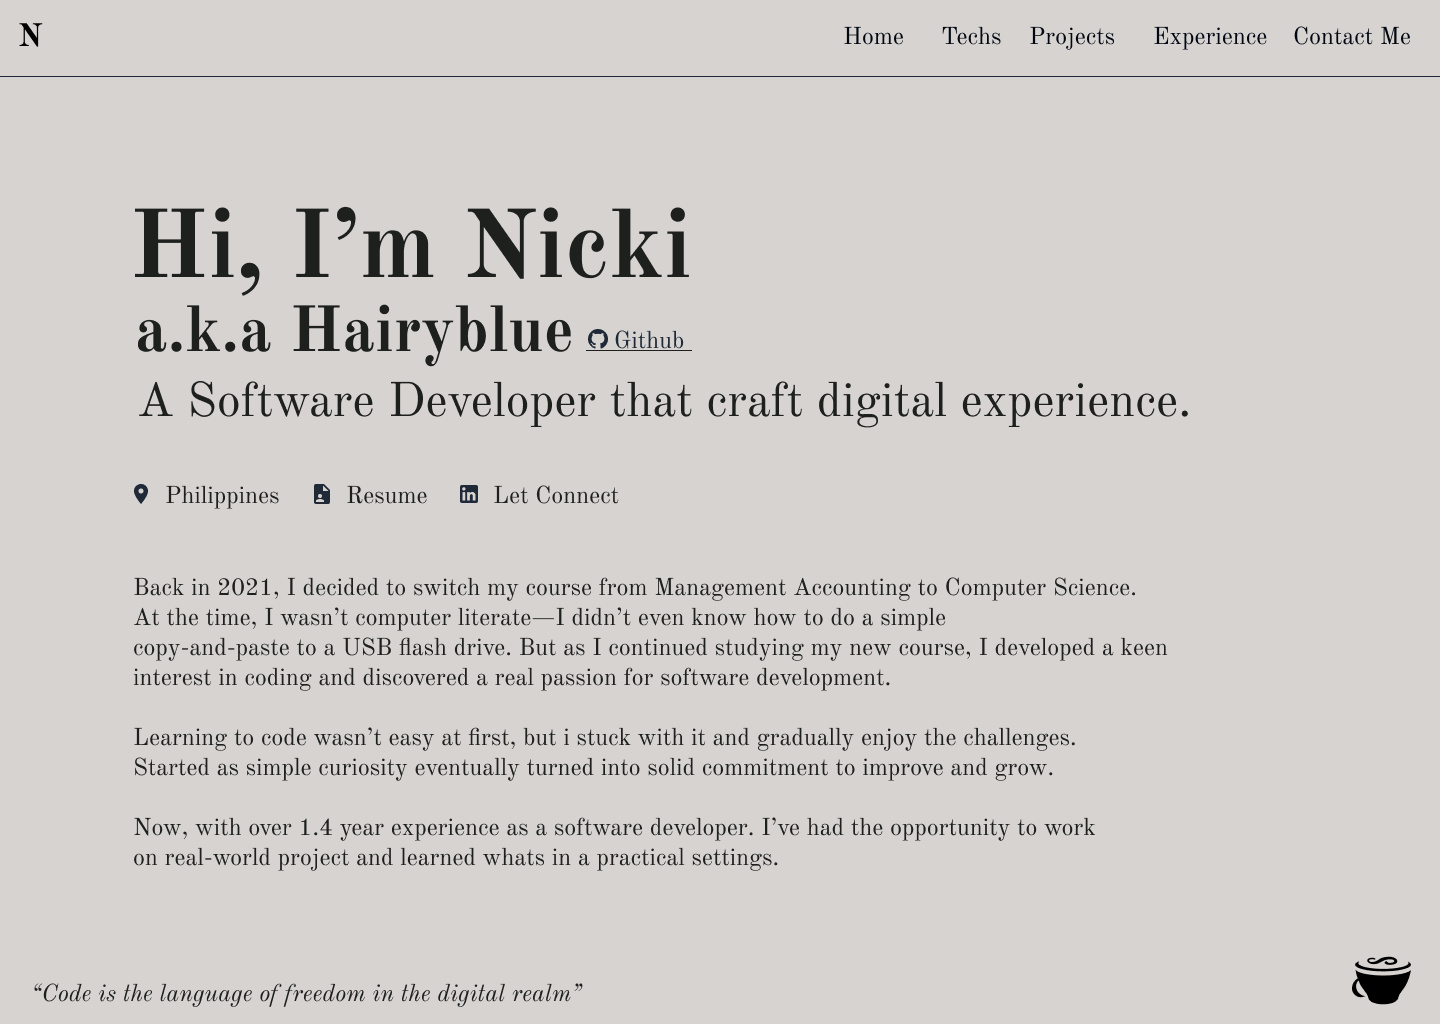 N
Home Techs Projects Experience Contact Me
Hi, I’m Nicki
a.k.a Hairyblue Github
A Software Developer that craft digital experience.
Philippines Resume Let Connect
Back in 2021, I decided to switch my course from Management Accounting to Computer Science.
At the time, I wasn’t computer literate—I didn’t even know how to do a simple
copy-and-paste to a USB flash drive. But as I continued studying my new course, I developed a keen
interest in coding and discovered a real passion for software development.
Learning to code wasn’t easy at first, but i stuck with it and gradually enjoy the challenges.
Started as simple curiosity eventually turned into solid commitment to improve and grow.
Now, with over 1.4 year experience as a software developer. I’ve had the opportunity to work
on real-world project and learned whats in a practical settings.
“Code is the language of freedom in the digital realm”